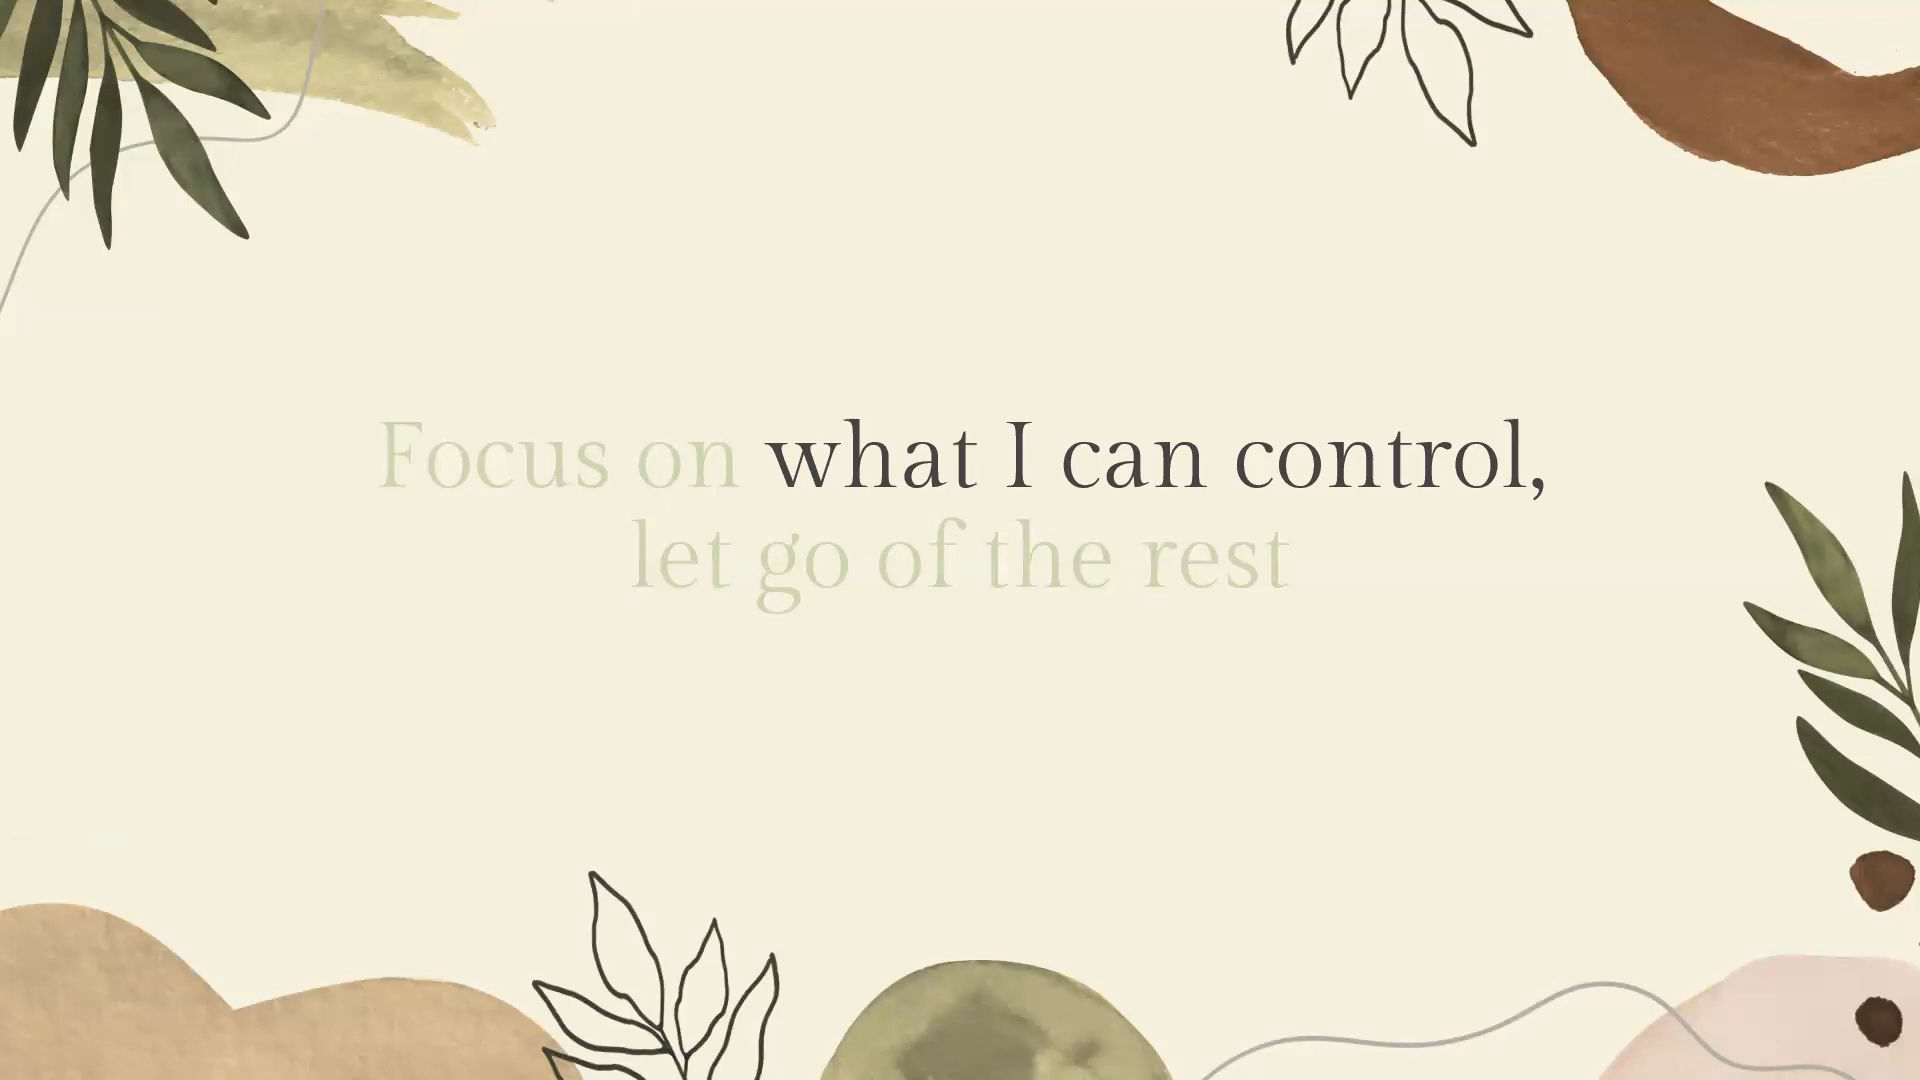 Focus on what I can control,
let go of the rest